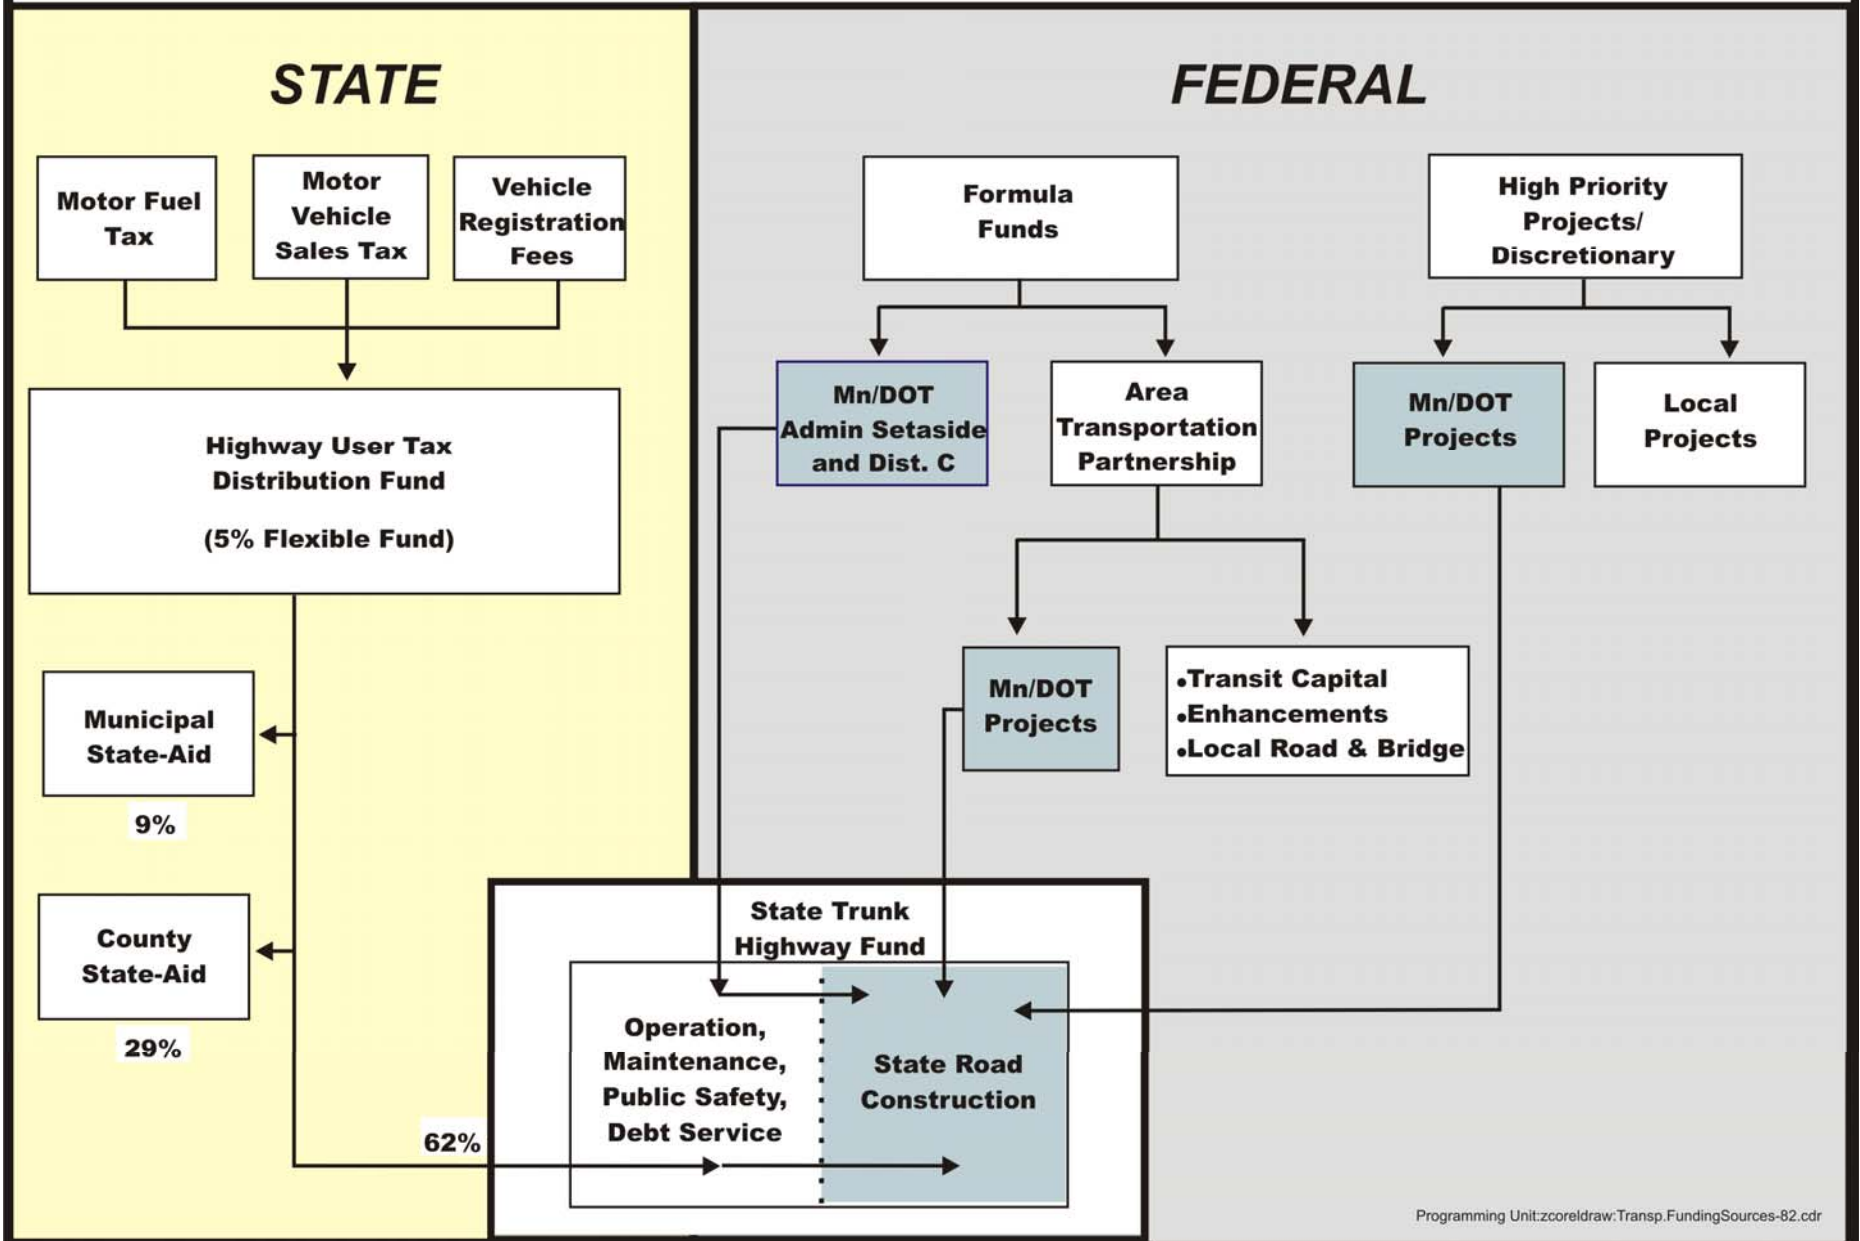 STATE
FEDERAL
Motor Fuel
Tax
Motor
Vehicle
Sales Tax
Vehicle
Registration
Fees
Formula
Funds
High Priority
Projects/
Discretionary
Highway User Tax
Distribution Fund
(5% Flexible Fund)
Mn/DOT
Admin Setaside
and Dist. C
Area
Transportation
Partnership
Mn/DOT
Projects
Local
Projects
Municipal
State-Aid
9%
Mn/DOT
Projects
•Transit Capital
•Enhancements
•Local Road & Bridge
County
State-Aid
29%
State Trunk
Highway Fund
Operation,
Maintenance,
Public Safety,
Debt Service
State Road
Construction
62%
Programming Unit:zcoreldraw:Transp.FundingSources-82.cdr